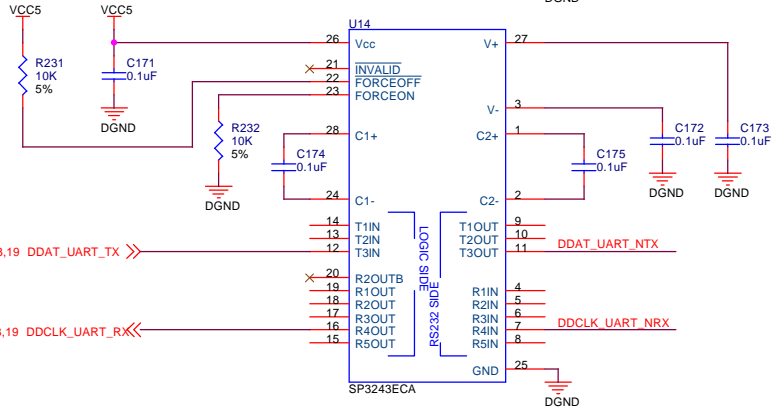 DGND
VCC5
VCC5
U14
26
Vcc
V+
27
R231
10K
5%
C171
0.1uF
21
INVALID
22
FORCEOFF
23
FORCEON
DGND
3
V-
R232
10K
5%
28
C1+
C2+
1
C172
0.1uF
C173
0.1uF
C174
0.1uF
C175
0.1uF
DGND
DGND
DGND
24
C1-
C2-
2
14
T1IN
T1OUT
9
13
T2IN
T2OUT
10
,19 DDAT_UART_TX
12
T3IN
T3OUT
11
DDAT_UART_NTX
LOGIC SIDE
RS232 SIDE
20
R2OUTB
19
R1OUT
R1IN
4
18
R2OUT
R2IN
5
17
R3OUT
R3IN
6
,19 DDCLK_UART_RX
16
R4OUT
R4IN
7
DDCLK_UART_NRX
15
R5OUT
R5IN
8
GND
25
SP3243ECA
DGND